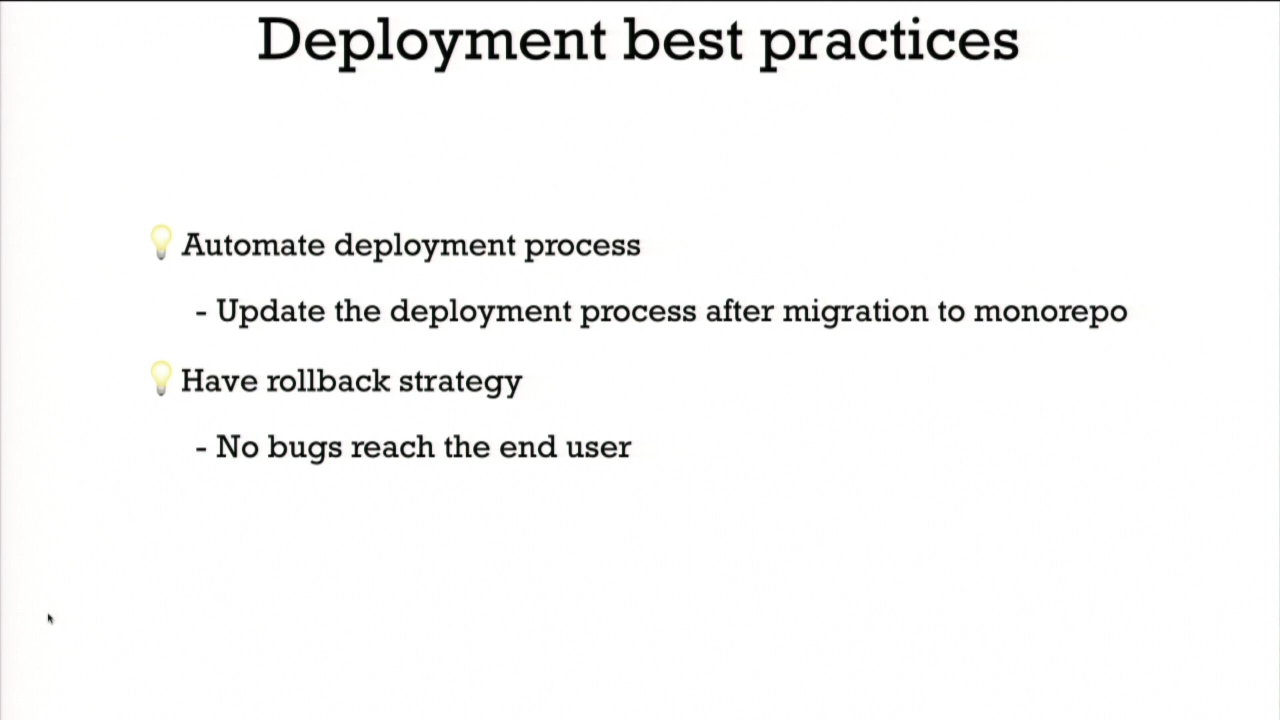 Deployment best practices
💡 Automate deployment process
- Update the deployment process after migration to monorepo
💡 Have rollback strategy
- No bugs reach the end user